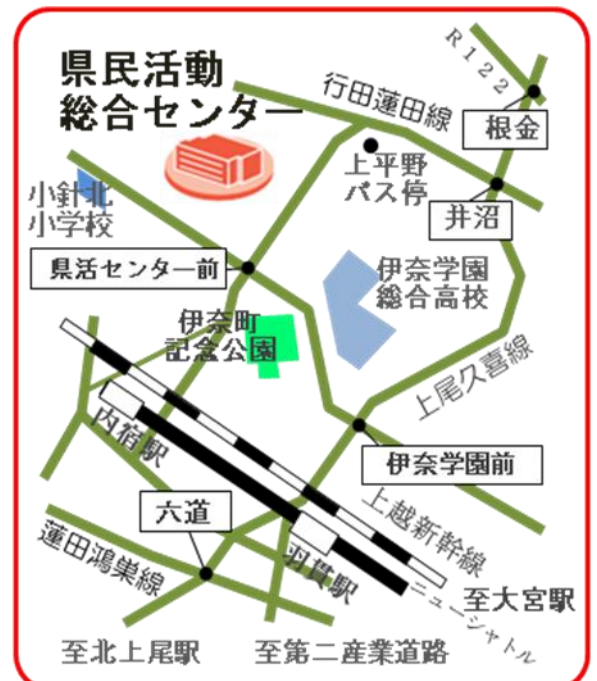 県民活動
総合センター
行田蓮田線
R122
根金
上平野
バス停
井沼
小針北
小学校
県活センター前
伊奈学園
総合高校
伊奈町
記念公園
上尾久喜線
内宿駅
伊奈学園前
六道
上越新幹線
蓮田鴻巣線
羽貫駅
ニューシャトル
至大宮駅
至北上尾駅
至第二産業道路